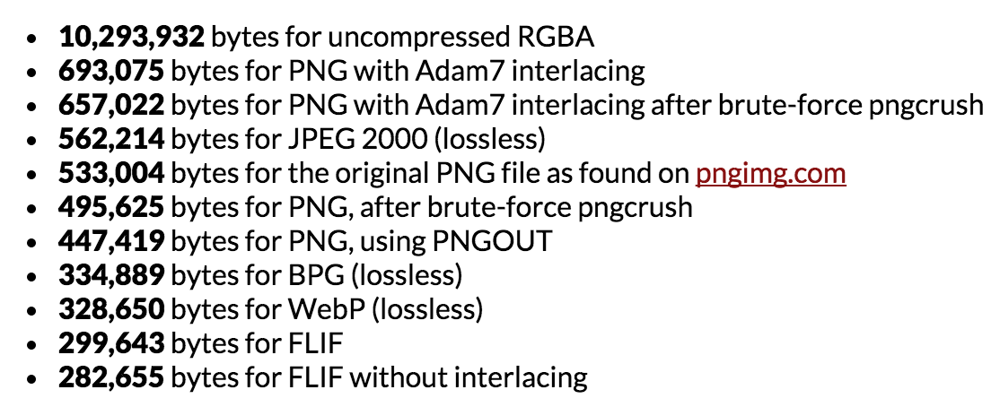 • 10,293,932 bytes for uncompressed RGBA
• 693,075 bytes for PNG with Adam7 interlacing
• 657,022 bytes for PNG with Adam7 interlacing after brute-force pngcrush
• 562,214 bytes for JPEG 2000 (lossless)
• 533,004 bytes for the original PNG file as found on pngimg.com
• 495,625 bytes for PNG, after brute-force pngcrush
• 447,419 bytes for PNG, using PNGOUT
• 334,889 bytes for BPG (lossless)
• 328,650 bytes for WebP (lossless)
• 299,643 bytes for FLIF
• 282,655 bytes for FLIF without interlacing